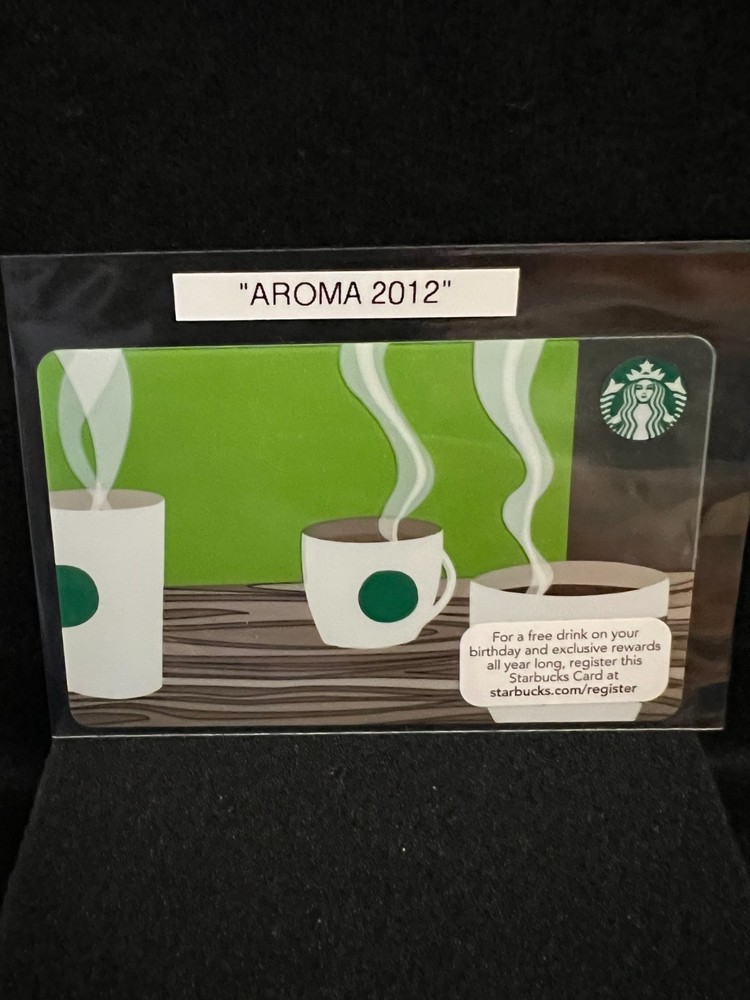 "AROMA 2012"
For a free drink on your
birthday and exclusive rewards
all year long, register this
Starbucks Card at
starbucks.com/register